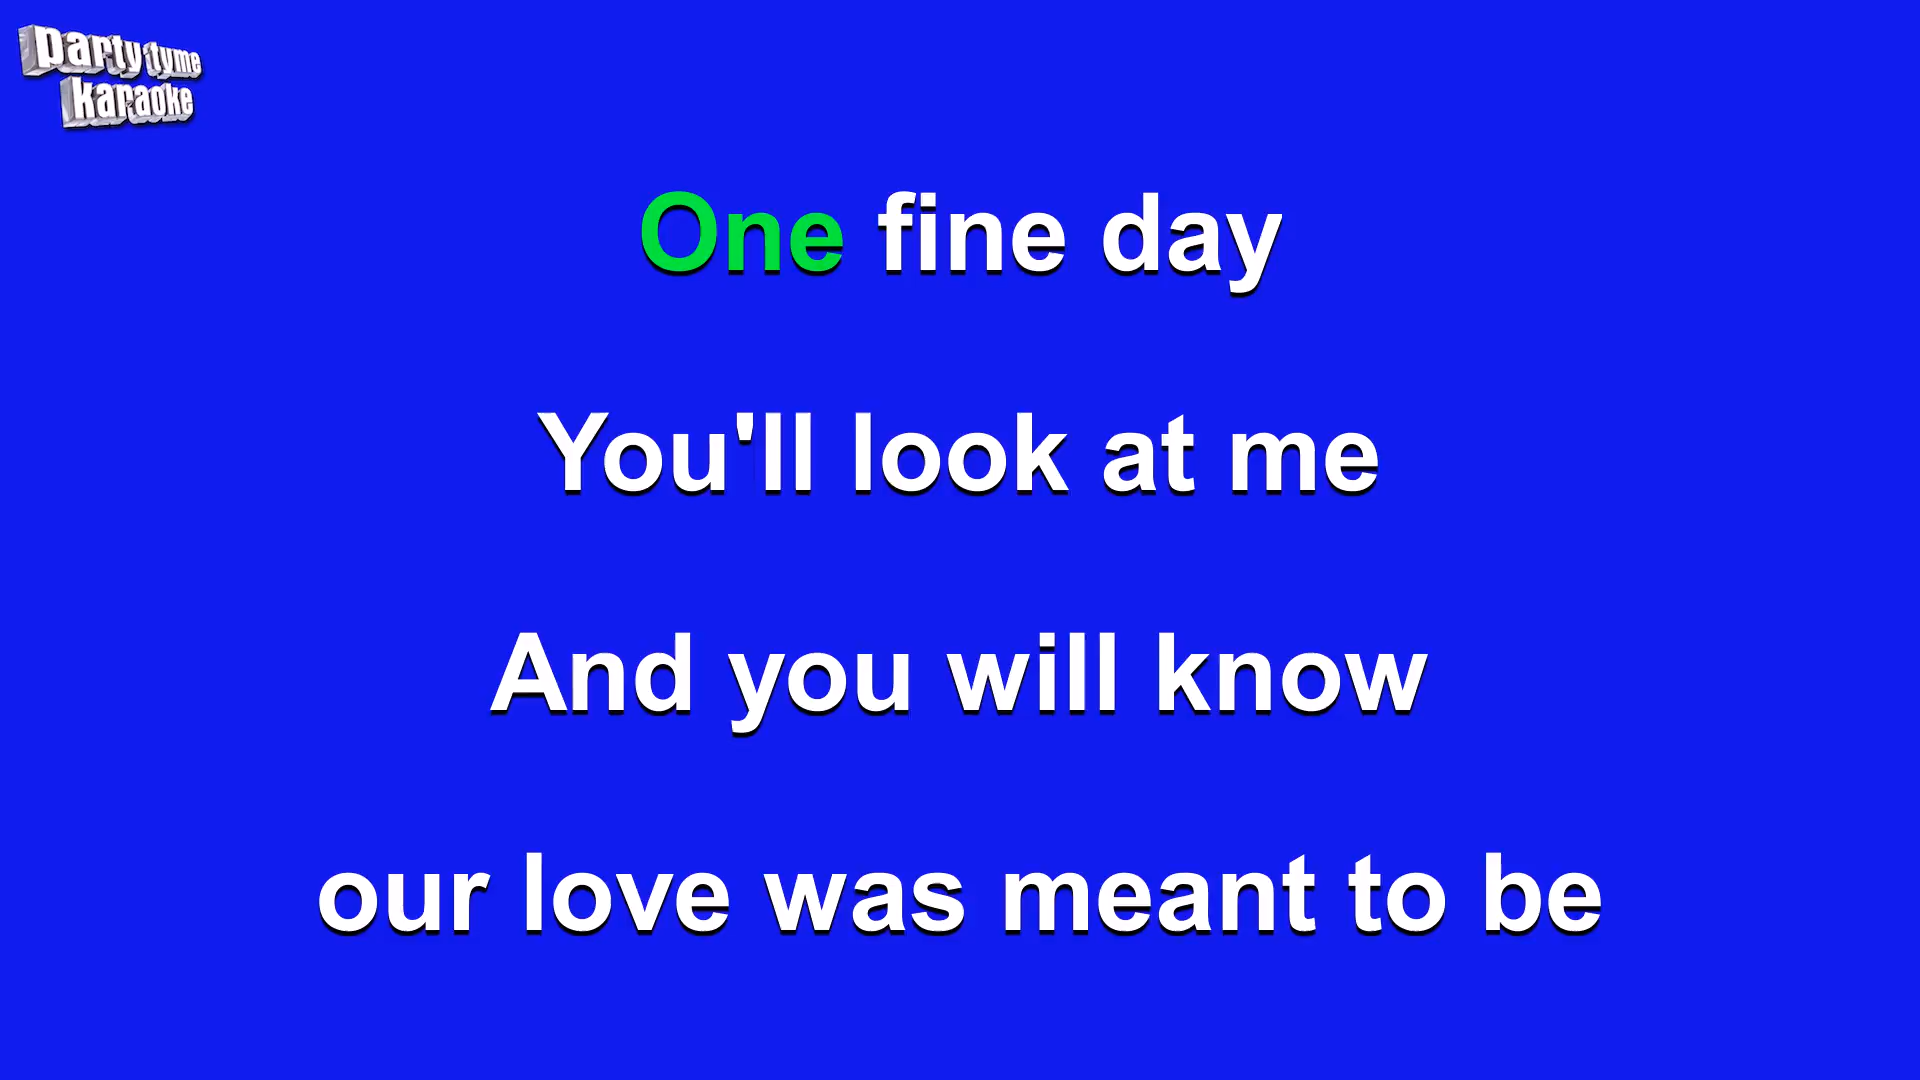 party tyme
karaoke
One fine day
You'll look at me
And you will know
our love was meant to be